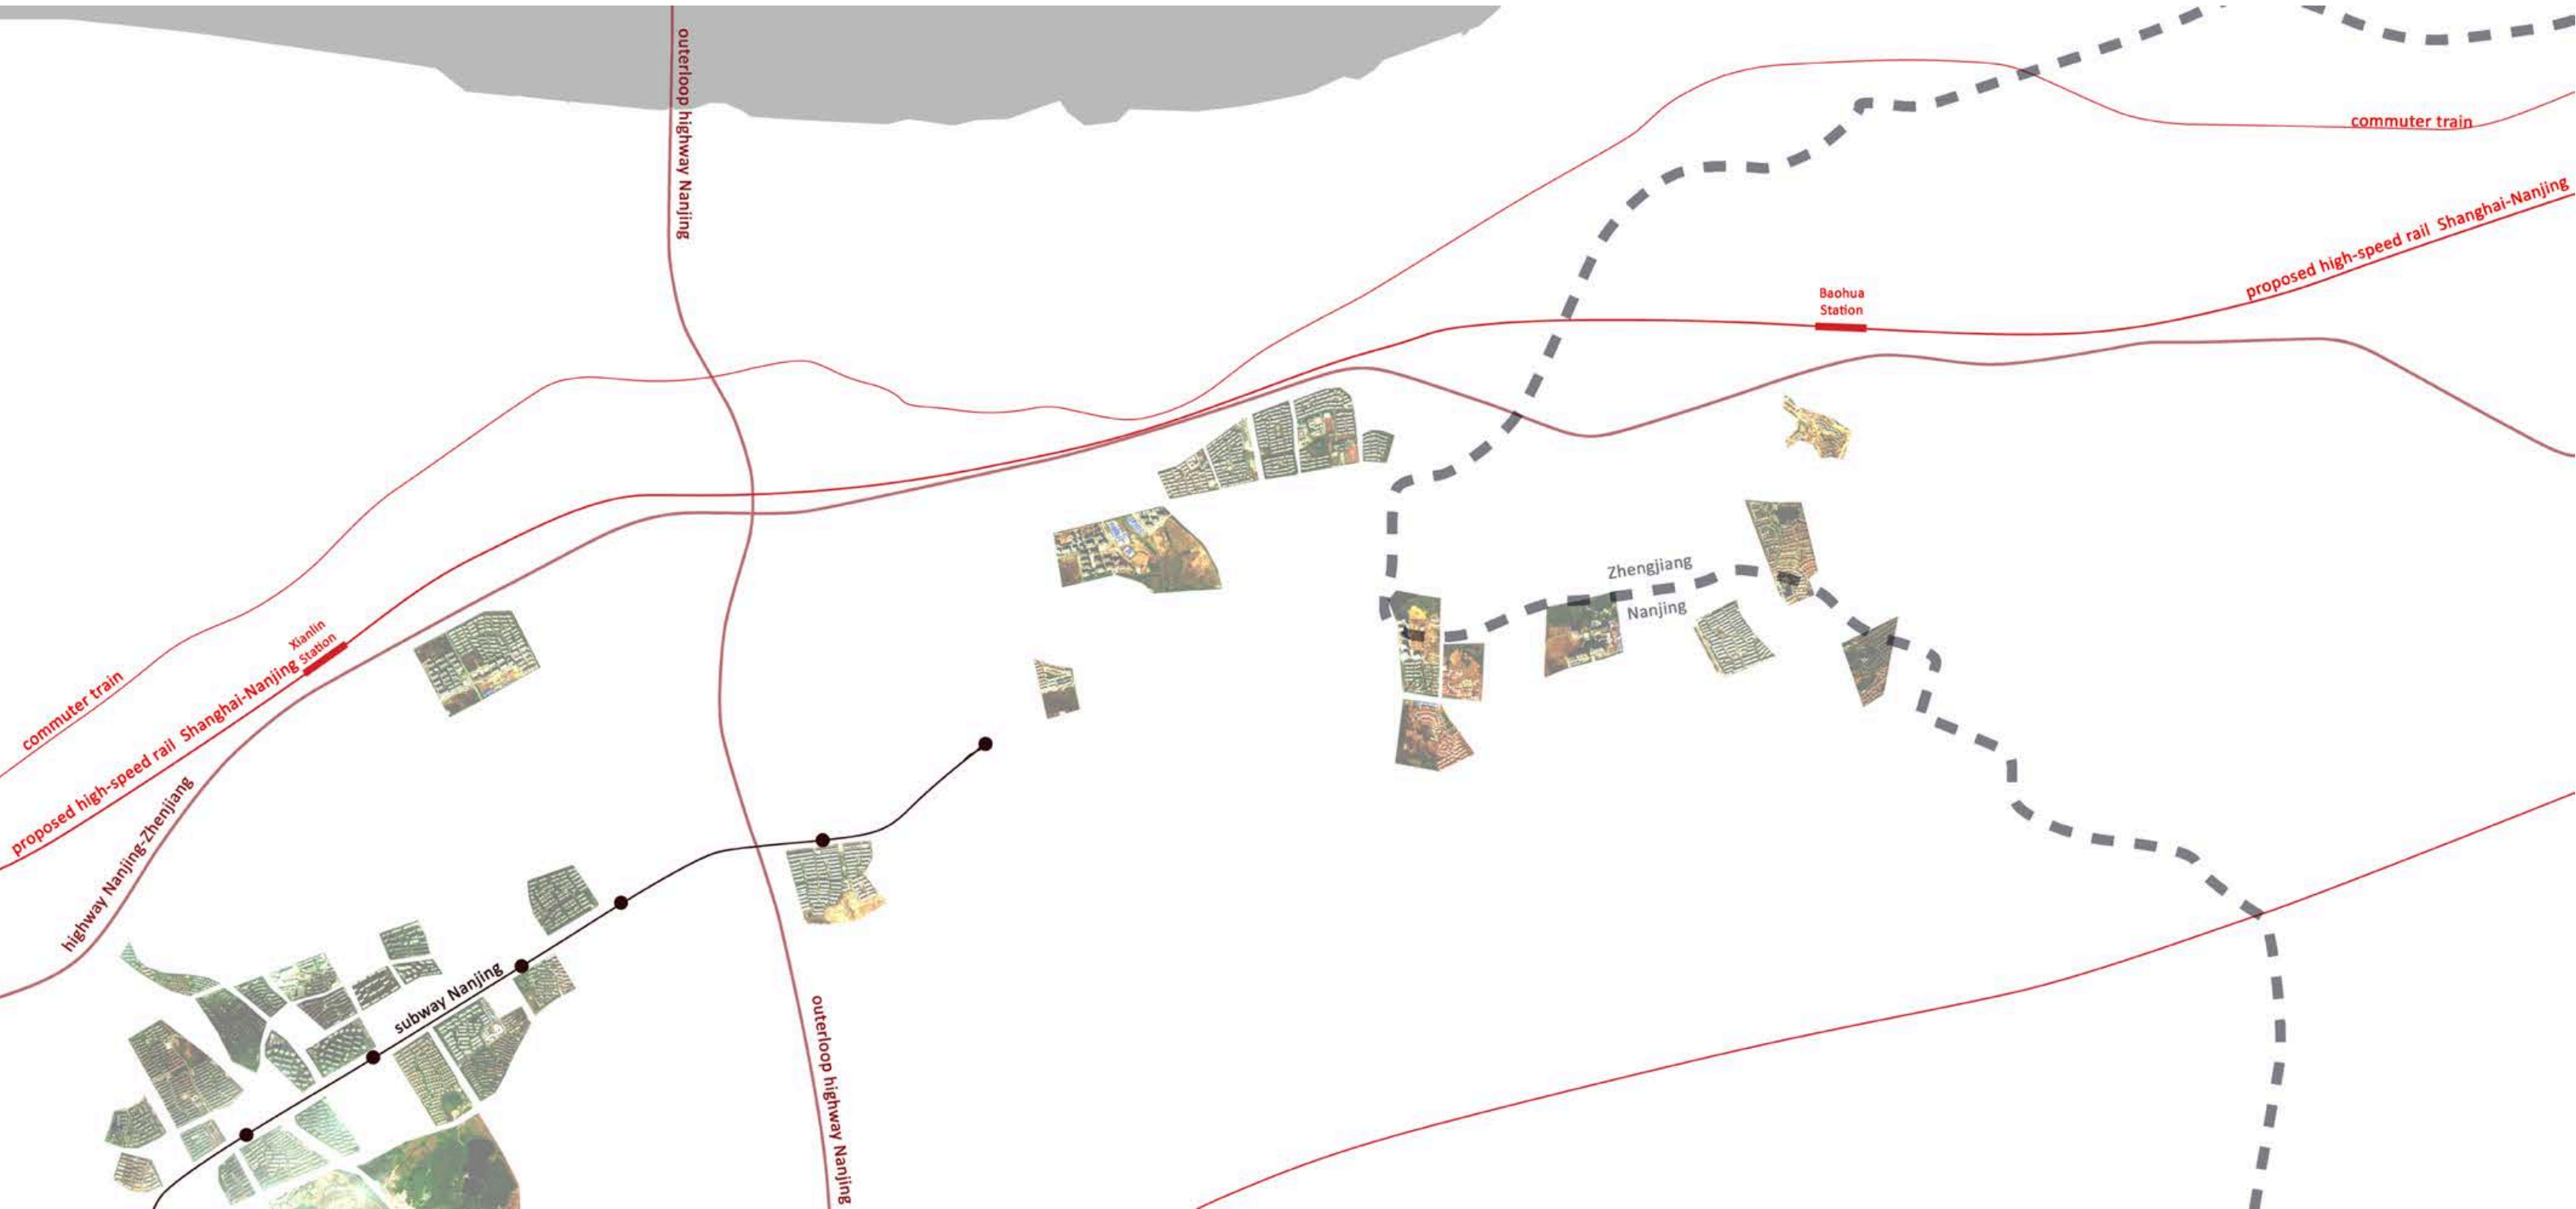 outerloop highway Nanjing
commuter train
proposed high-speed rail Shanghai-Nanjing
Baohua
Station
Zhengjiang
Nanjing
Xianlin
Station
commuter train
proposed high-speed rail Shanghai-Nanjing
highway Nanjing-Zhenjiang
subway Nanjing
outerloop highway Nanjing